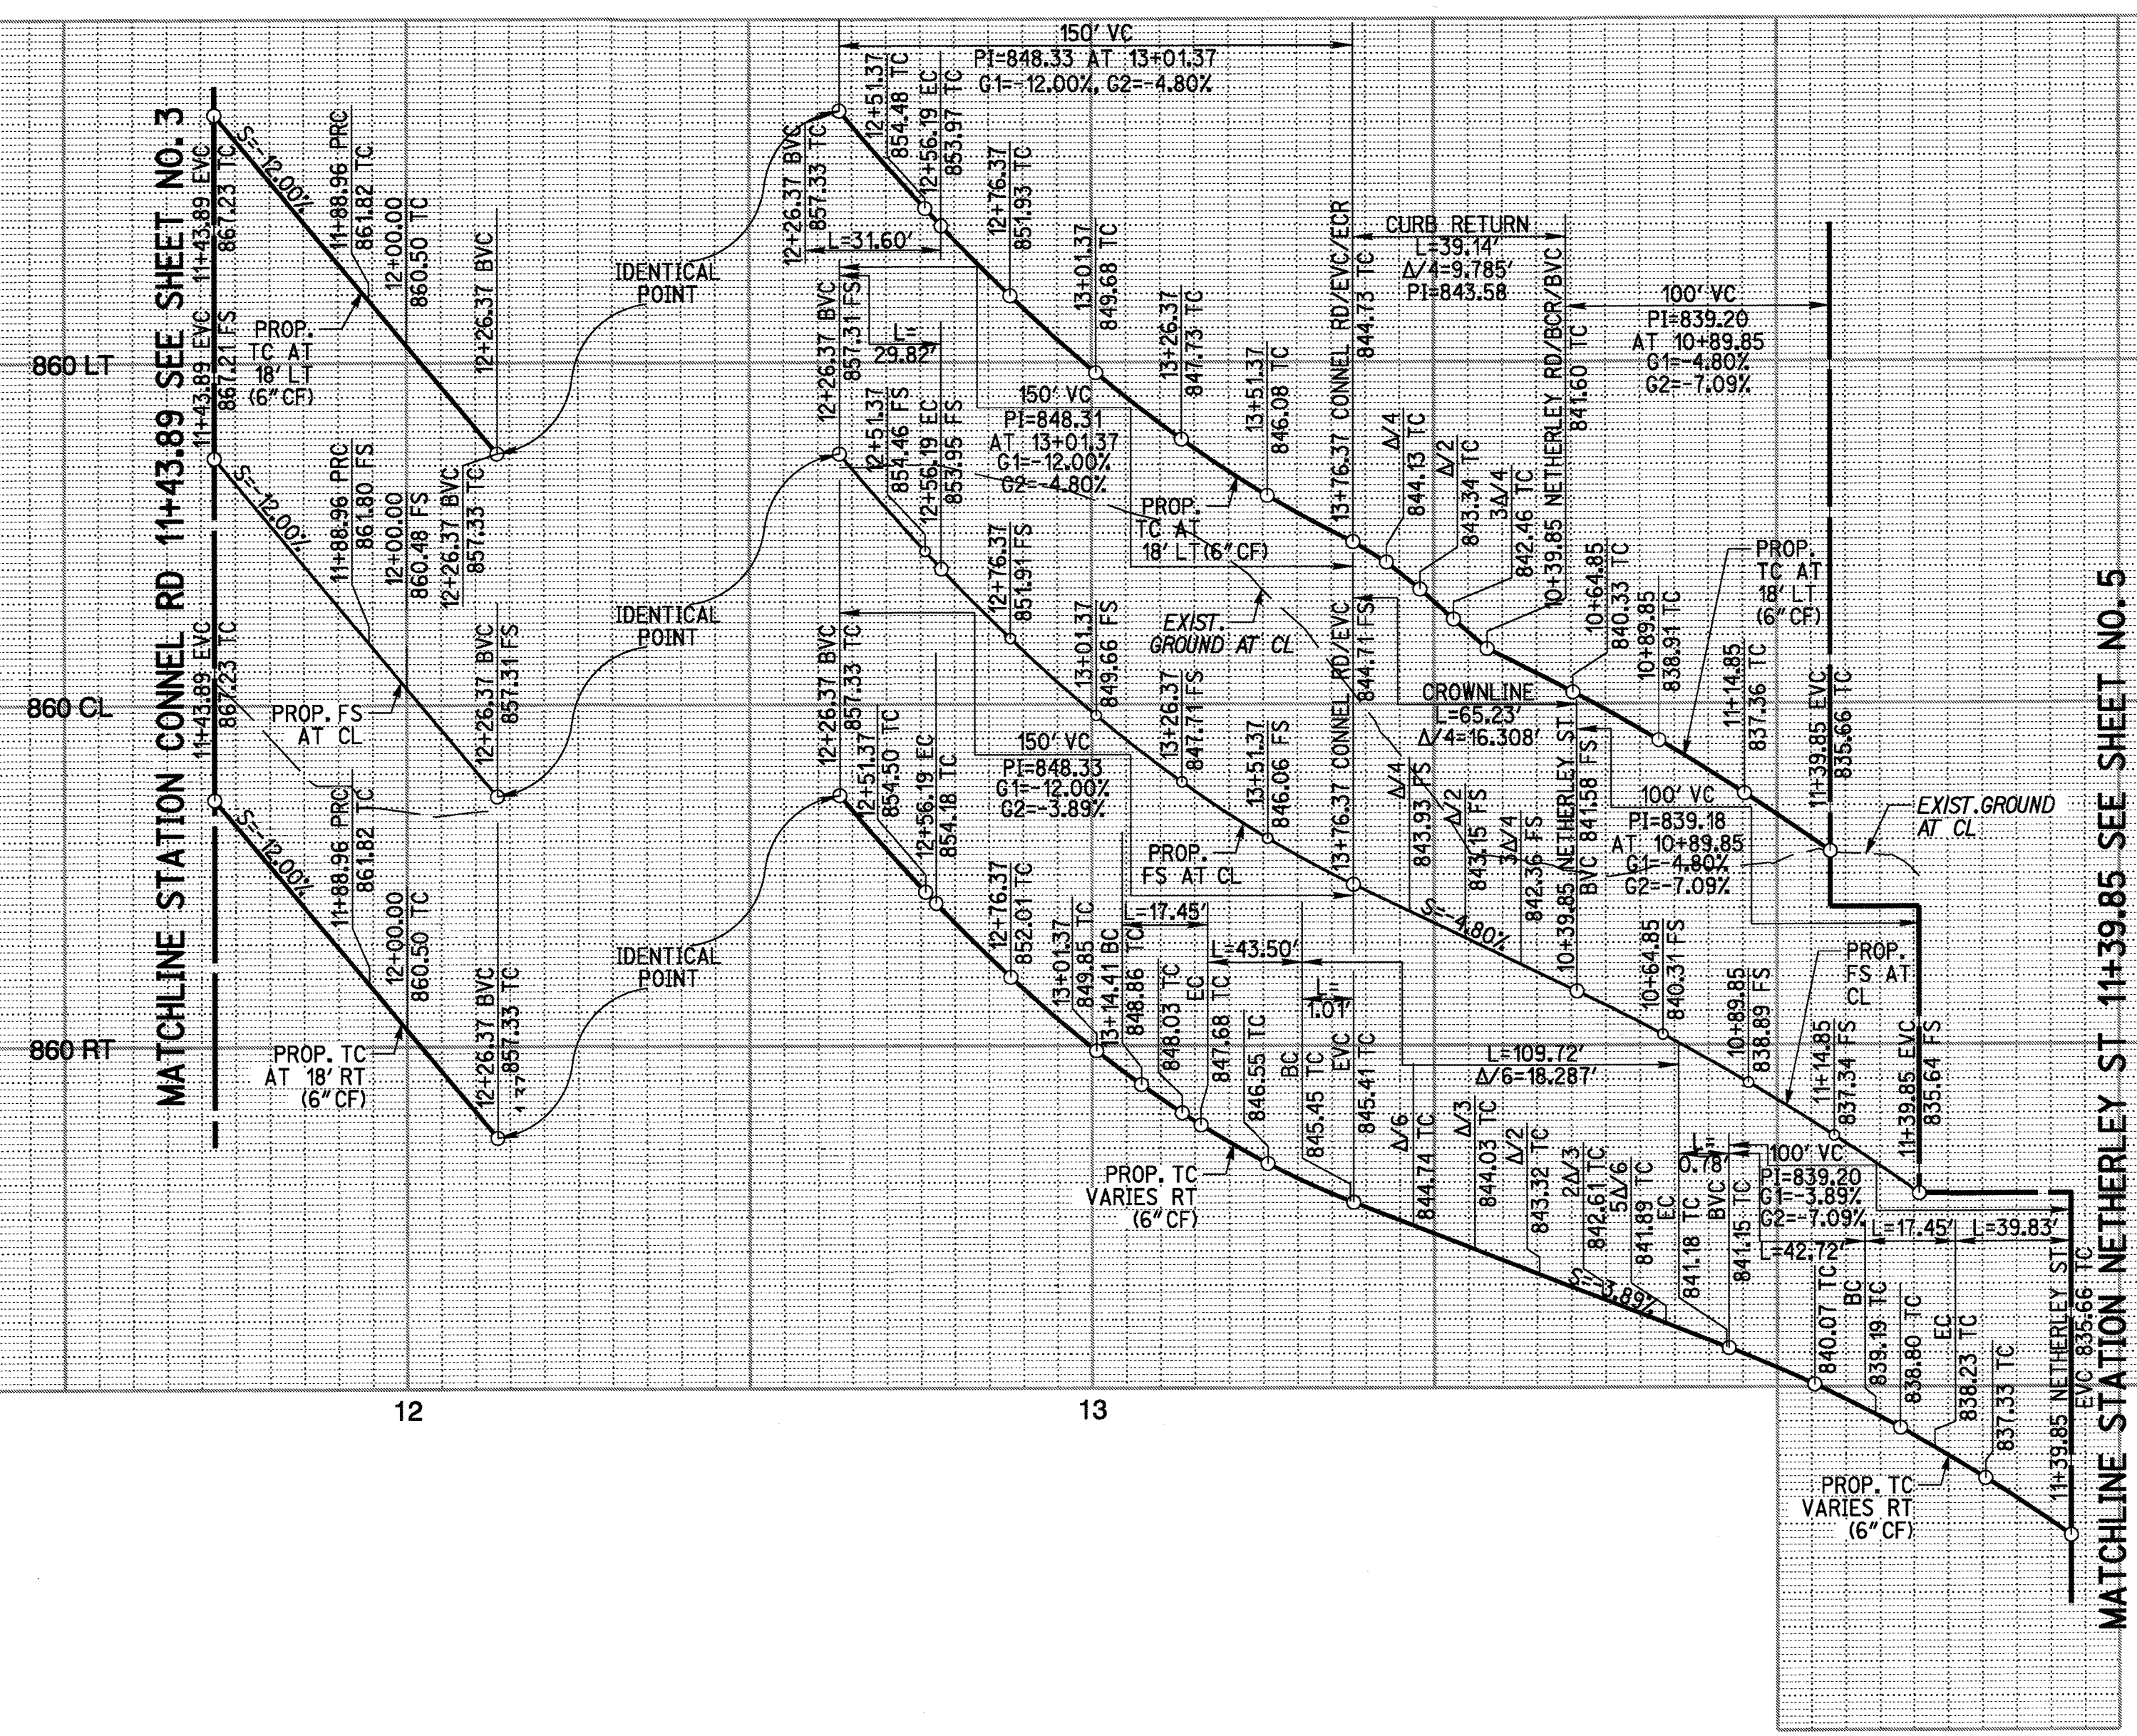 MATCHLINE STATION CONNEL RD 11+43.89 SEE SHEET NO. 3
860 LT
860 CL
860 RT
12
13
11+43.89 EVC
867.23 TC
S=-12.00%
11+88.96 PRC
861.82 TC
12+00.00
860.50 TC
12+26.37 BVC
12+26.37 BVC
857.33 TC
PROP.
TC AT
18' LT
(6"CF)
IDENTICAL
POINT
11+43.89 EVC
867.21 FS
S=-12.00%
11+88.96 PRC
861.80 FS
12+00.00
860.48 FS
12+26.37 BVC
857.31 FS
PROP. FS
AT CL
IDENTICAL
POINT
11+43.89 EVC
867.23 TC
S=-12.00%
11+88.96 PRC
861.82 TC
12+00.00
860.50 TC
12+26.37 BVC
857.33 TC
PROP. TC
AT 18' RT
(6"CF)
IDENTICAL
POINT
150' VC
PI=848.33 AT 13+01.37
G1=-12.00%, G2=-4.80%
12+26.37 BVC
857.33 TC
12+51.37
854.48 TC
12+56.19 EC
853.97 TC
L=31.60'
12+76.37
851.93 TC
13+01.37
849.68 TC
13+26.37
847.73 TC
13+51.37
846.08 TC
13+76.37 CONNEL RD/EVC/ECR
844.73 TC
PROP.
TC AT
18' LT(6"CF)
CURB RETURN
L=39.14'
Δ/4=9.785'
PI=843.58
Δ/4
844.13 TC
Δ/2
843.34 TC
3Δ/4
842.46 TC
10+39.85 NETHERLEY RD/BCR/BVC
841.60 TC
100' VC
PI=839.20
AT 10+89.85
G1=-4.80%
G2=-7.09%
10+64.85
840.33 TC
10+89.85
838.91 TC
11+14.85
837.36 TC
11+39.85 EVC
835.66 TC
PROP.
TC AT
18' LT
(6"CF)
12+26.37 BVC
857.31 FS
L=
29.82'
12+51.37
854.46 FS
12+56.19 EC
853.95 FS
150' VC
PI=848.31
AT 13+01.37
G1=-12.00%
G2=-4.80%
12+76.37
851.91 FS
13+01.37
849.66 FS
13+26.37
847.71 FS
13+51.37
846.06 FS
13+76.37 CONNEL RD/EVC
844.71 FS
EXIST.
GROUND AT CL
PROP.
FS AT CL
CROWNLINE
L=65.23'
Δ/4=16.308'
Δ/4
843.93 FS
Δ/2
843.15 FS
3Δ/4
842.36 FS
S=-4.80%
10+39.85 NETHERLEY ST
BVC 841.58 FS
100' VC
PI=839.18
AT 10+89.85
G1=-4.80%
G2=-7.09%
10+64.85
840.31 FS
10+89.85
838.89 FS
11+14.85
837.34 FS
11+39.85 EVC
835.64 FS
PROP.
FS AT
CL
EXIST.GROUND
AT CL
12+26.37 BVC
857.33 TC
12+51.37
854.50 TC
12+56.19 EC
854.18 TC
150' VC
PI=848.33
G1=-12.00%
G2=-3.89%
12+76.37
852.01 TC
13+01.37
849.85 TC
13+14.41 BC
848.86 TC
L=17.45'
848.03 TC
EC
847.68 TC
L=43.50'
846.55 TC
BC
845.45 TC
L=
1.01'
EVC
845.41 TC
PROP. TC
VARIES RT
(6"CF)
L=109.72'
Δ/6=18.287'
Δ/6
844.74 TC
Δ/3
844.03 TC
Δ/2
843.32 TC
2Δ/3
842.61 TC
5Δ/6
841.89 TC
S=-3.89%
EC
841.18 TC
L=
0.78'
BVC
841.15 TC
100' VC
PI=839.20
G1=-3.89%
G2=-7.09%
L=42.72'
L=17.45'
L=39.83'
840.07 TC
BC
839.19 TC
838.80 TC
EC
838.23 TC
837.33 TC
11+39.85 NETHERLEY ST
EVC 835.66 TC
PROP. TC
VARIES RT
(6"CF)
MATCHLINE STATION NETHERLEY ST 11+39.85 SEE SHEET NO. 5